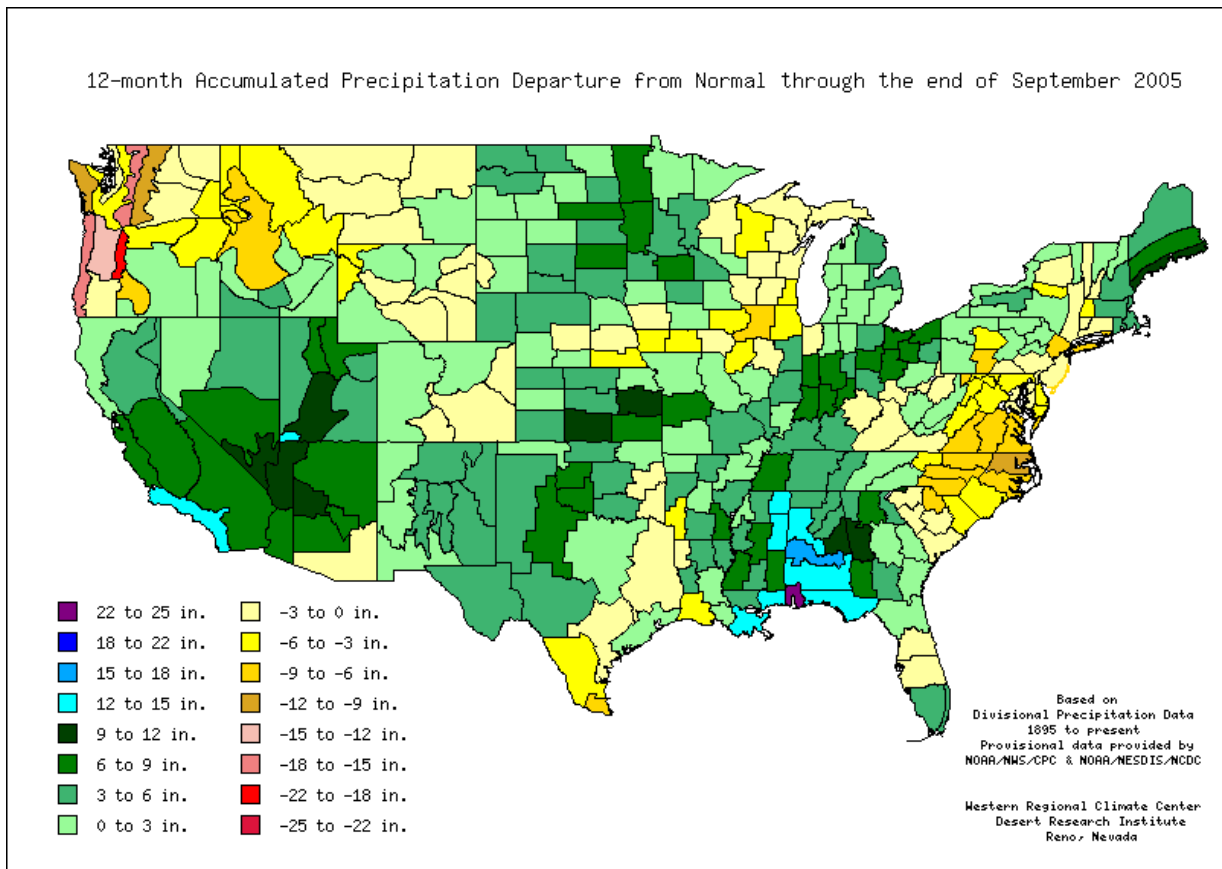 12-month Accumulated Precipitation Departure from Normal through the end of September 2005
22 to 25 in.
18 to 22 in.
15 to 18 in.
12 to 15 in.
9 to 12 in.
6 to 9 in.
3 to 6 in.
0 to 3 in.
-3 to 0 in.
-6 to -3 in.
-9 to -6 in.
-12 to -9 in.
-15 to -12 in.
-18 to -15 in.
-22 to -18 in.
-25 to -22 in.
Based on
Divisional Precipitation Data
1895 to present
Provisional data provided by
NOAA/NWS/CPC & NOAA/NESDIS/NCDC
Western Regional Climate Center
Desert Research Institute
Reno, Nevada